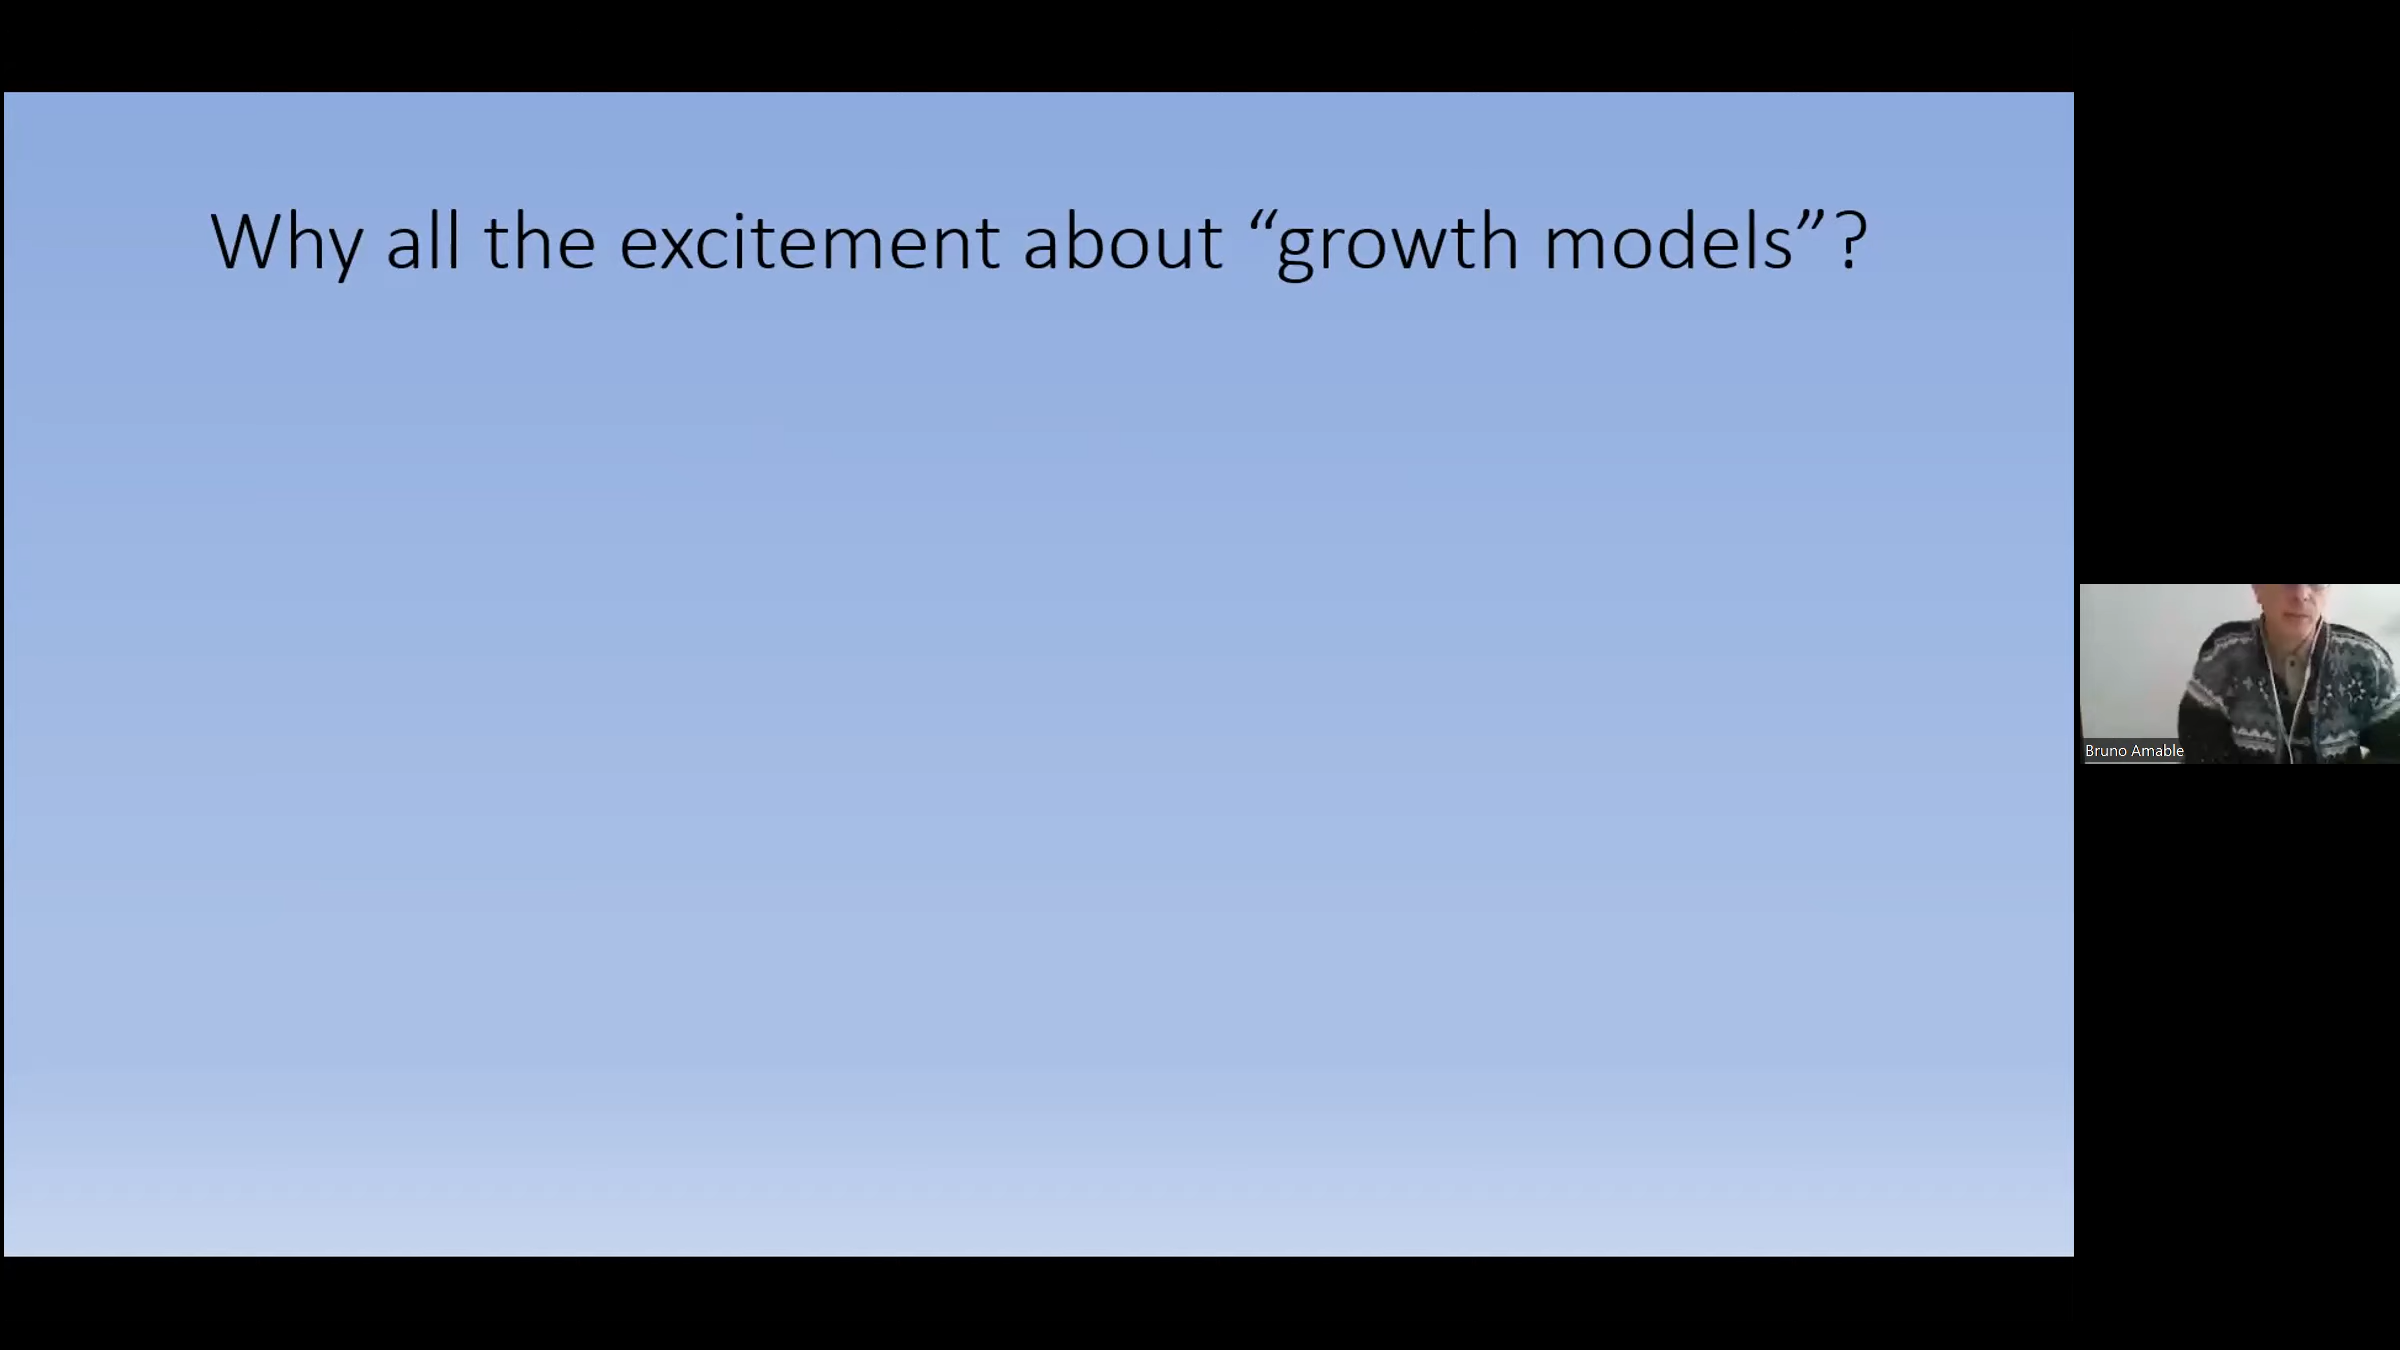 Why all the excitement about “growth models”?
Bruno Amable